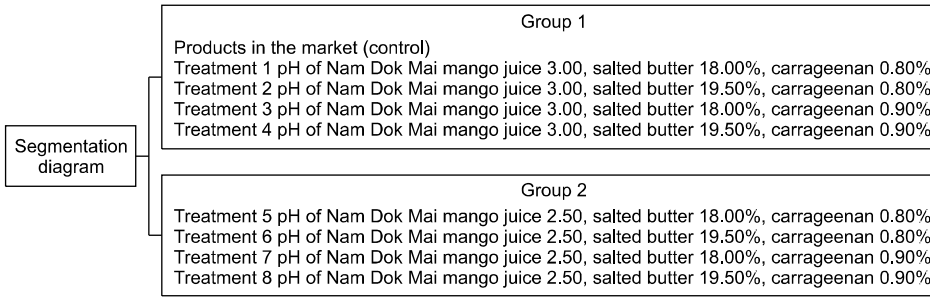 Group 1
Products in the market (control)
Treatment 1 pH of Nam Dok Mai mango juice 3.00, salted butter 18.00%, carrageenan 0.80%
Treatment 2 pH of Nam Dok Mai mango juice 3.00, salted butter 19.50%, carrageenan 0.80%
Treatment 3 pH of Nam Dok Mai mango juice 3.00, salted butter 18.00%, carrageenan 0.90%
Treatment 4 pH of Nam Dok Mai mango juice 3.00, salted butter 19.50%, carrageenan 0.90%
Segmentation
diagram
Group 2
Treatment 5 pH of Nam Dok Mai mango juice 2.50, salted butter 18.00%, carrageenan 0.80%
Treatment 6 pH of Nam Dok Mai mango juice 2.50, salted butter 19.50%, carrageenan 0.80%
Treatment 7 pH of Nam Dok Mai mango juice 2.50, salted butter 18.00%, carrageenan 0.90%
Treatment 8 pH of Nam Dok Mai mango juice 2.50, salted butter 19.50%, carrageenan 0.90%